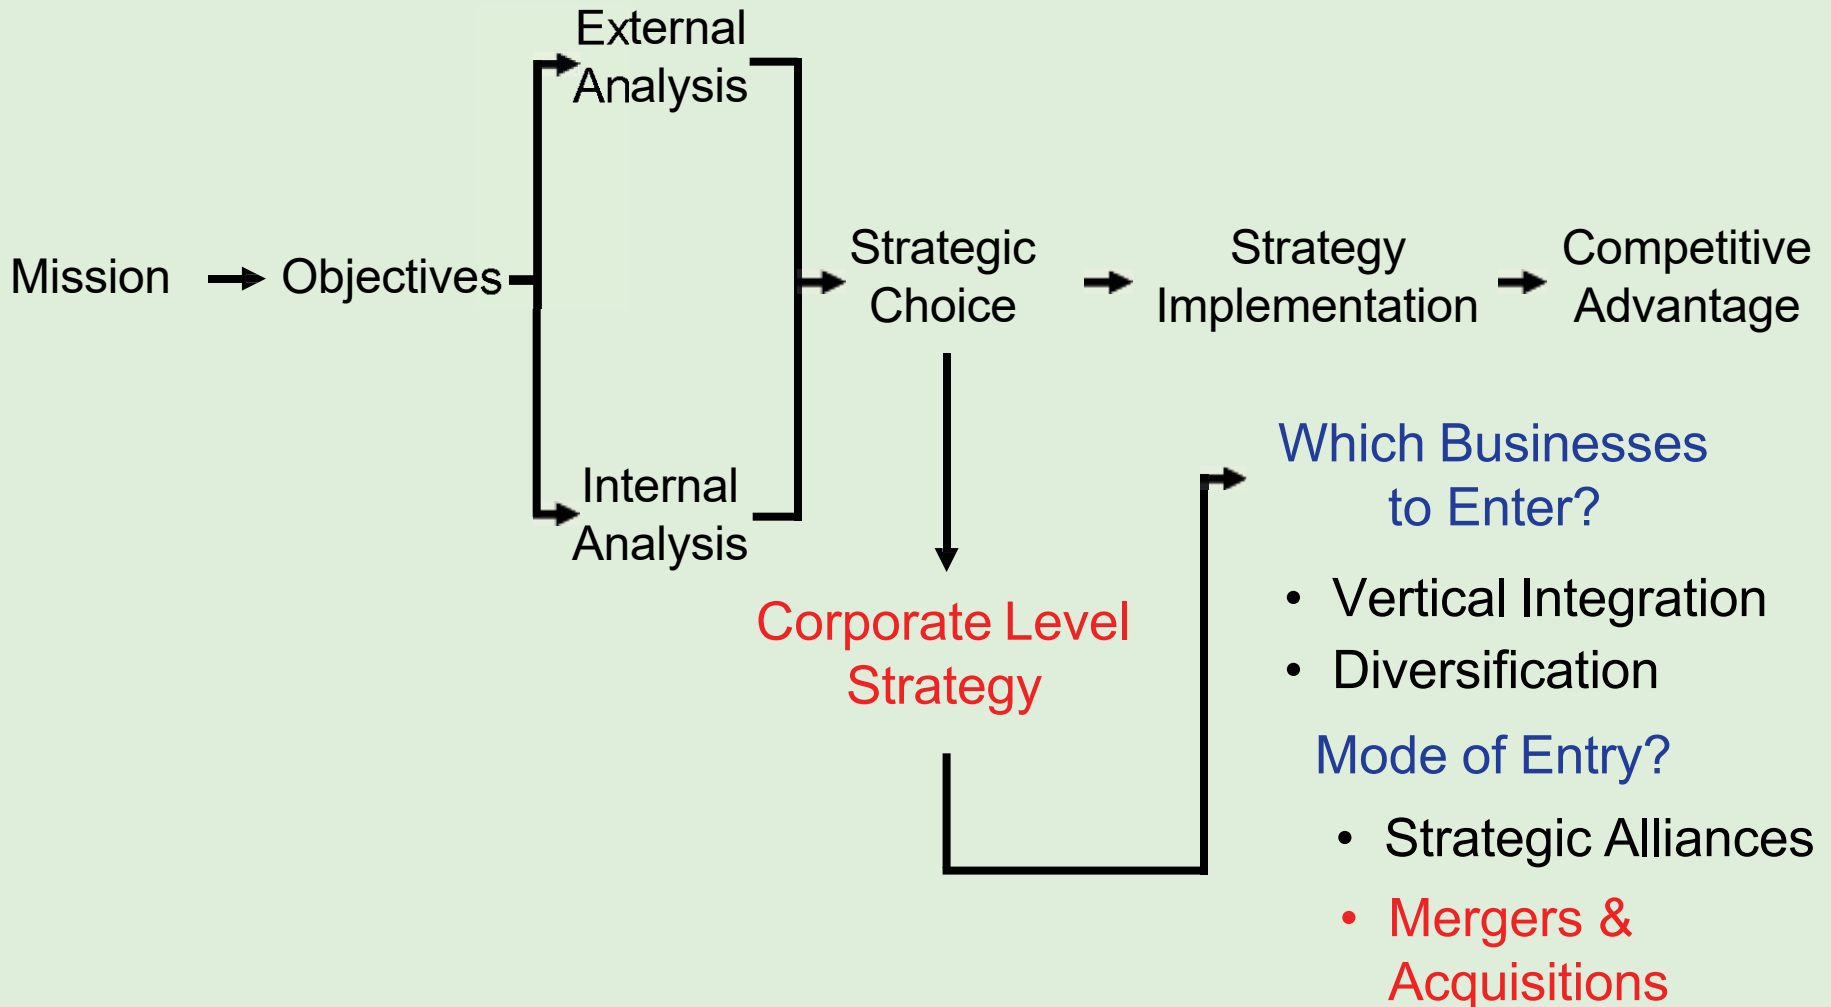 External
Analysis
Mission
Objectives
Strategic
Choice
Strategy
Implementation
Competitive
Advantage
Internal
Analysis
Corporate Level
Strategy
Which Businesses
to Enter?
• Vertical Integration
• Diversification
Mode of Entry?
• Strategic Alliances
• Mergers &
Acquisitions